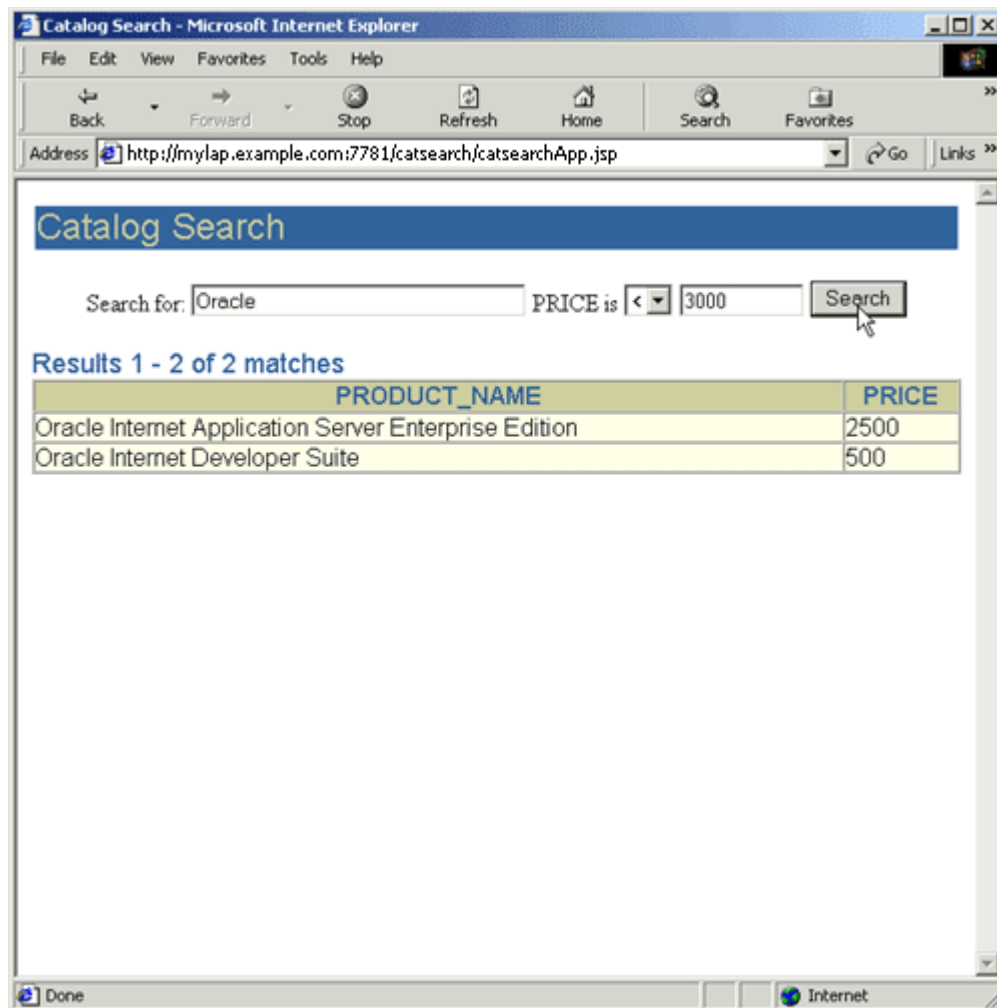 Catalog Search - Microsoft Internet Explorer
File Edit View Favorites Tools Help
Back Forward Stop Refresh Home Search Favorites »
Address http://mylap.example.com:7781/catsearch/catsearchApp.jsp Go Links »
Catalog Search
Search for: Oracle PRICE is < 3000 Search
Results 1 - 2 of 2 matches
PRODUCT_NAME PRICE
Oracle Internet Application Server Enterprise Edition 2500
Oracle Internet Developer Suite 500
Done Internet